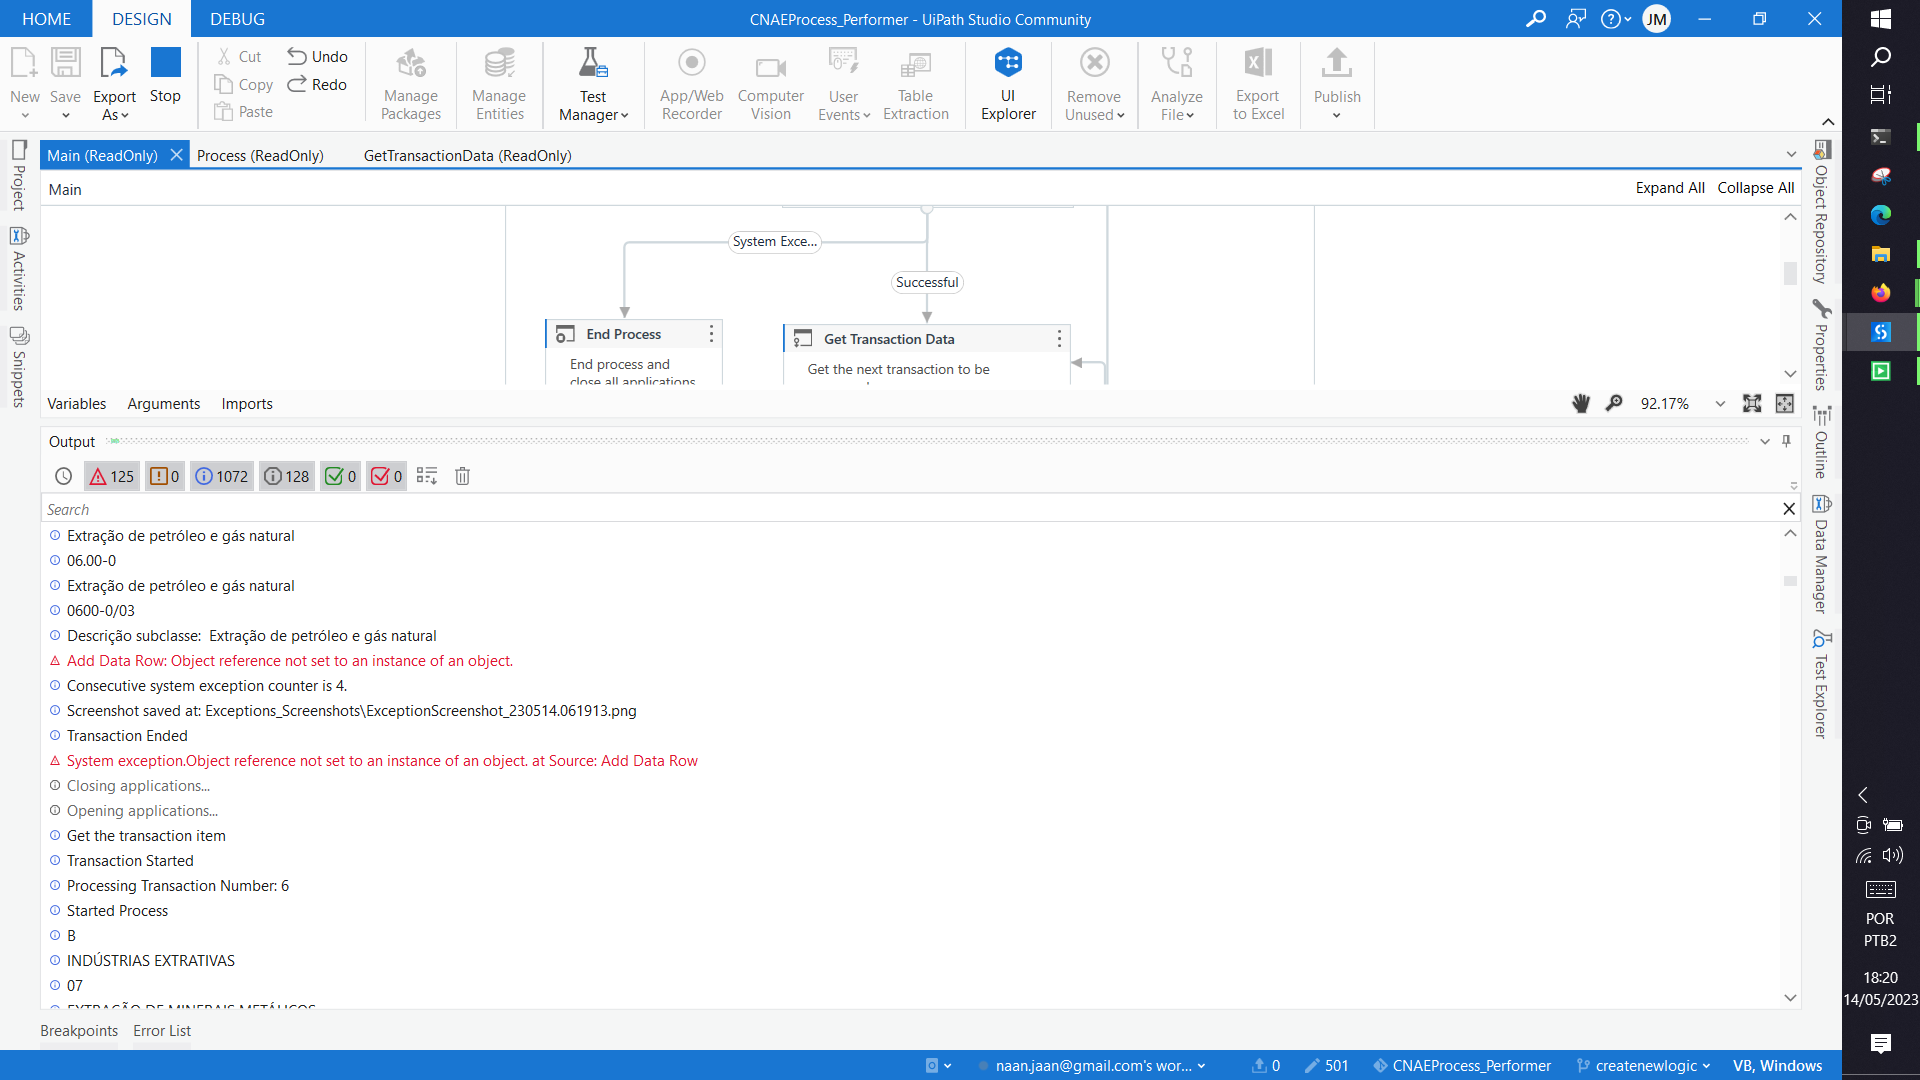 HOME DESIGN DEBUG CNAEProcess_Performer - UiPath Studio Community JM
New Save Export As Stop Cut Copy Paste Undo Redo Manage Packages Manage Entities Test Manager App/Web Recorder Computer Vision User Events Table Extraction UI Explorer Remove Unused Analyze File Export to Excel Publish
Main (ReadOnly) Process (ReadOnly) GetTransactionData (ReadOnly)
Main Expand All Collapse All
Project
Activities
Snippets
System Exce...
Successful
End Process
End process and
close all applications
Get Transaction Data
Get the next transaction to be
Variables Arguments Imports 92.17%
Output
125 0 1072 128 0 0
Search
Extração de petróleo e gás natural
06.00-0
Extração de petróleo e gás natural
0600-0/03
Descrição subclasse:  Extração de petróleo e gás natural
Add Data Row: Object reference not set to an instance of an object.
Consecutive system exception counter is 4.
Screenshot saved at: Exceptions_Screenshots\ExceptionScreenshot_230514.061913.png
Transaction Ended
System exception.Object reference not set to an instance of an object. at Source: Add Data Row
Closing applications...
Opening applications...
Get the transaction item
Transaction Started
Processing Transaction Number: 6
Started Process
B
INDÚSTRIAS EXTRATIVAS
07
EXTRAÇÃO DE MINERAIS METÁLICOS
Breakpoints Error List
naan.jaan@gmail.com's wor... 0 501 CNAEProcess_Performer createnewlogic VB, Windows
Object Repository
Properties
Outline
Data Manager
Test Explorer
POR
PTB2
18:20
14/05/2023